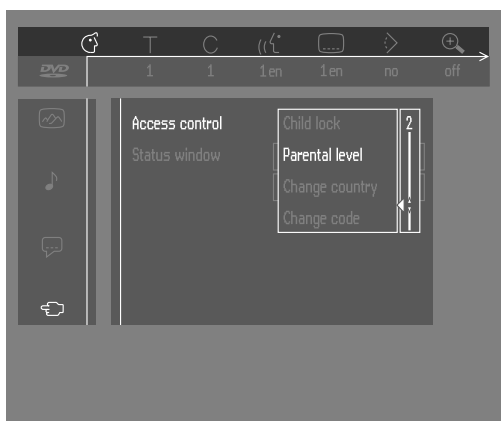 T C
DVD 1 1 1 en 1 en no off
Access control Child lock 2
Status window Parental level
Change country
Change code